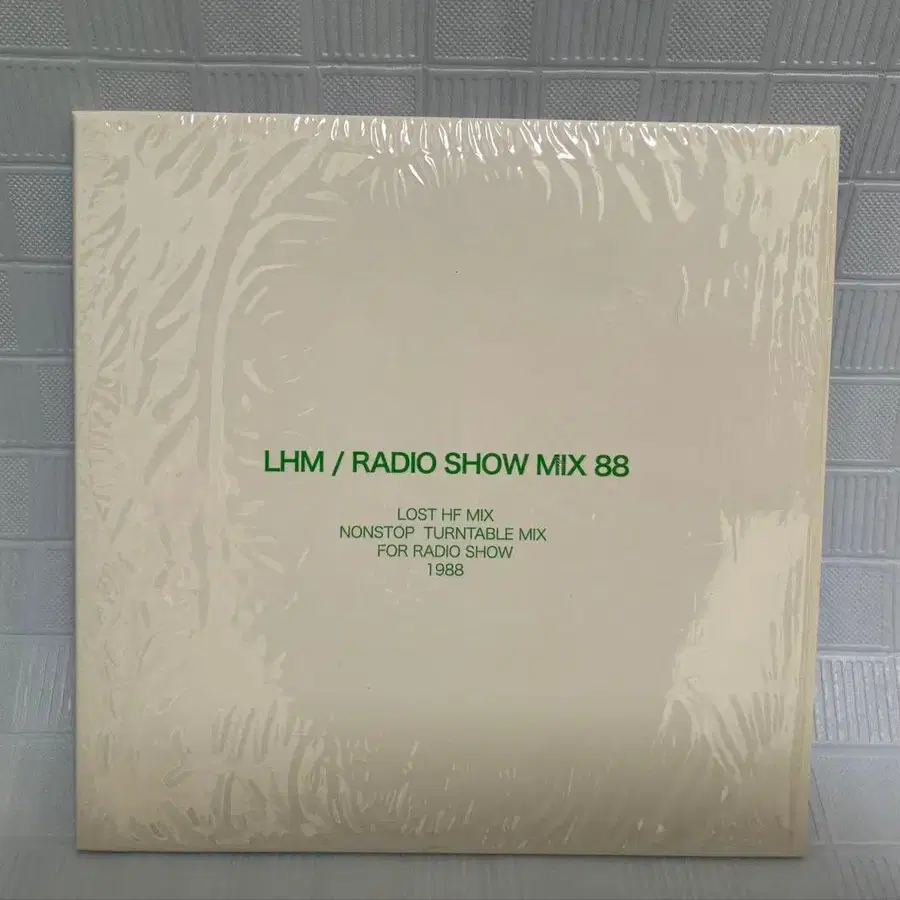 LHM / RADIO SHOW MIX 88
LOST HF MIX
NONSTOP TURNTABLE MIX
FOR RADIO SHOW
1988